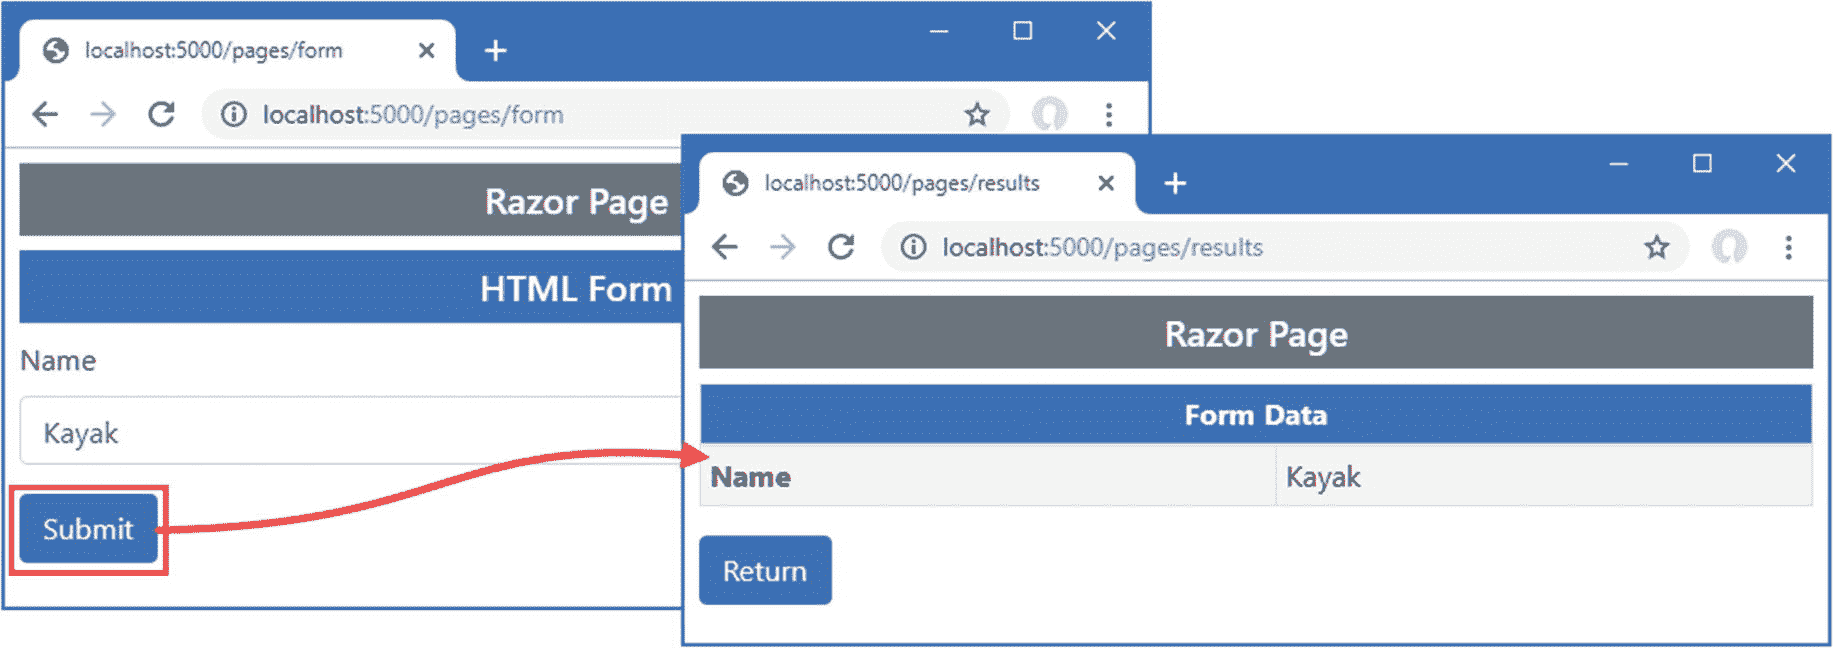 localhost:5000/pages/form
localhost:5000/pages/form
Razor Page
HTML Form
Name
Kayak
Submit
localhost:5000/pages/results
localhost:5000/pages/results
Razor Page
Form Data
Name Kayak
Return